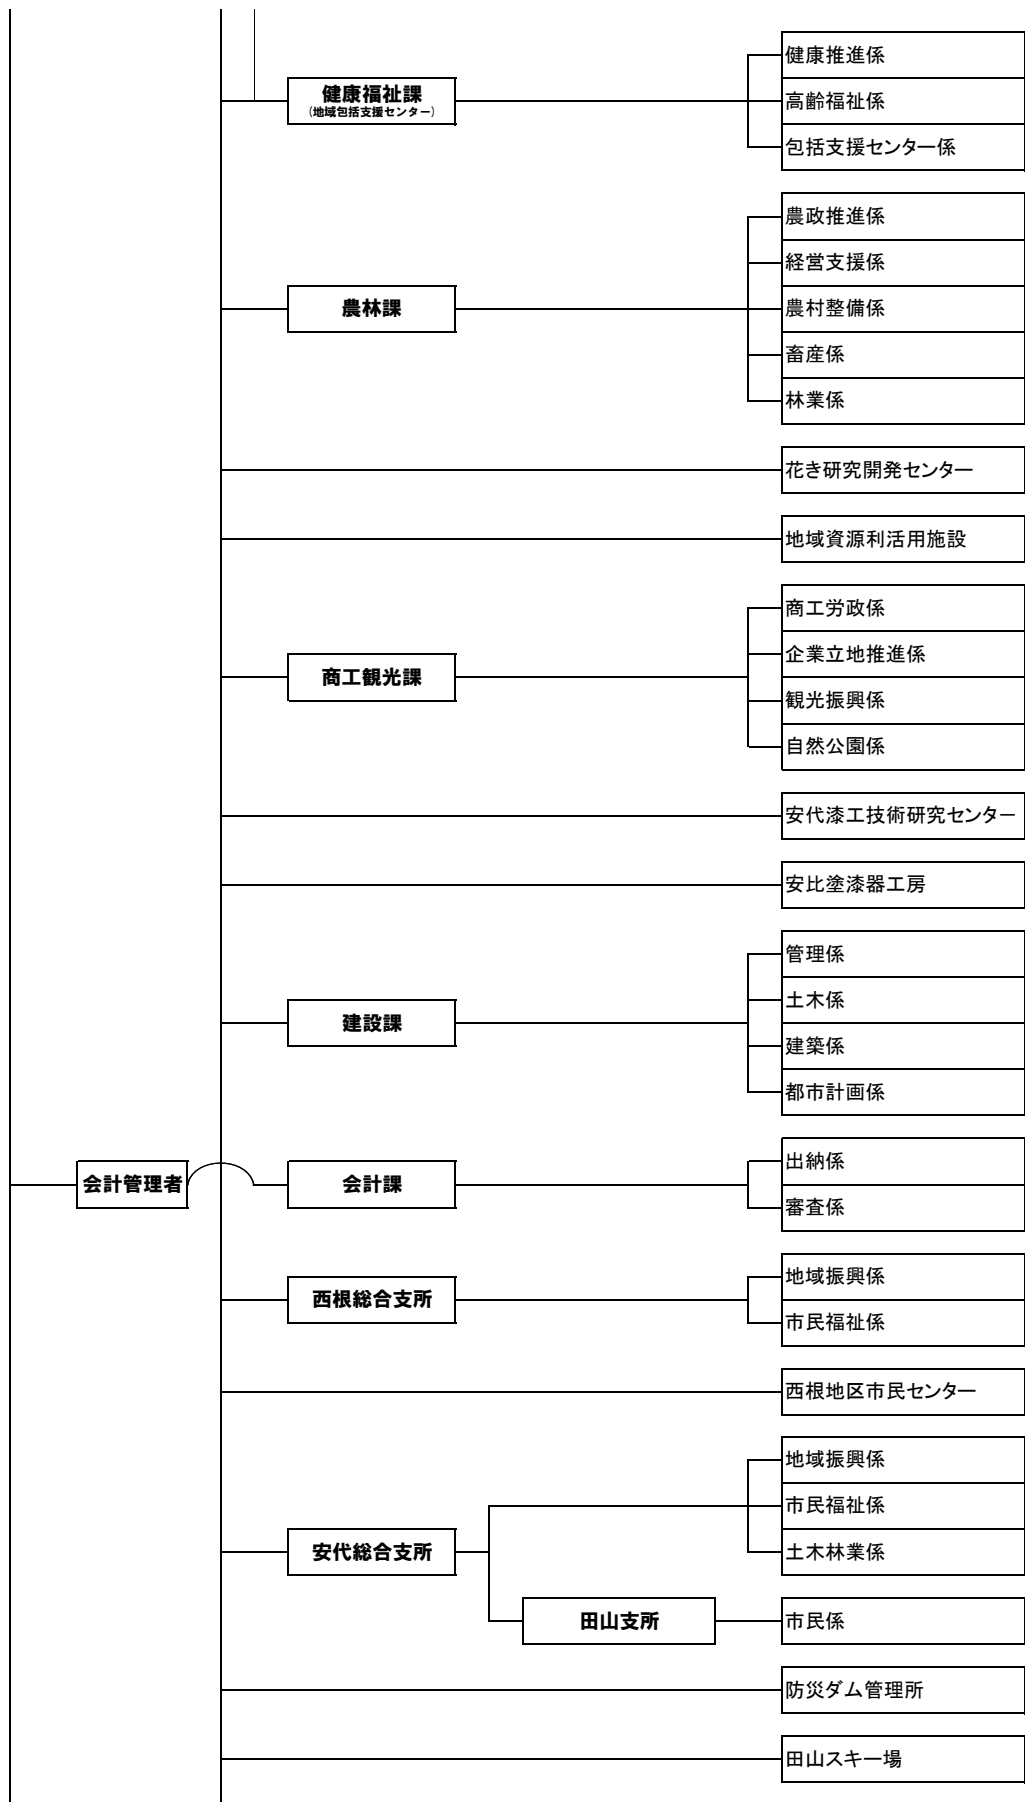 健康福祉課
(地域包括支援センター)
健康推進係
高齢福祉係
包括支援センター係
農林課
農政推進係
経営支援係
農村整備係
畜産係
林業係
花き研究開発センター
地域資源利活用施設
商工観光課
商工労政係
企業立地推進係
観光振興係
自然公園係
安代漆工技術研究センター
安比塗漆器工房
建設課
管理係
土木係
建築係
都市計画係
会計管理者
会計課
出納係
審査係
西根総合支所
地域振興係
市民福祉係
西根地区市民センター
安代総合支所
地域振興係
市民福祉係
土木林業係
田山支所
市民係
防災ダム管理所
田山スキー場